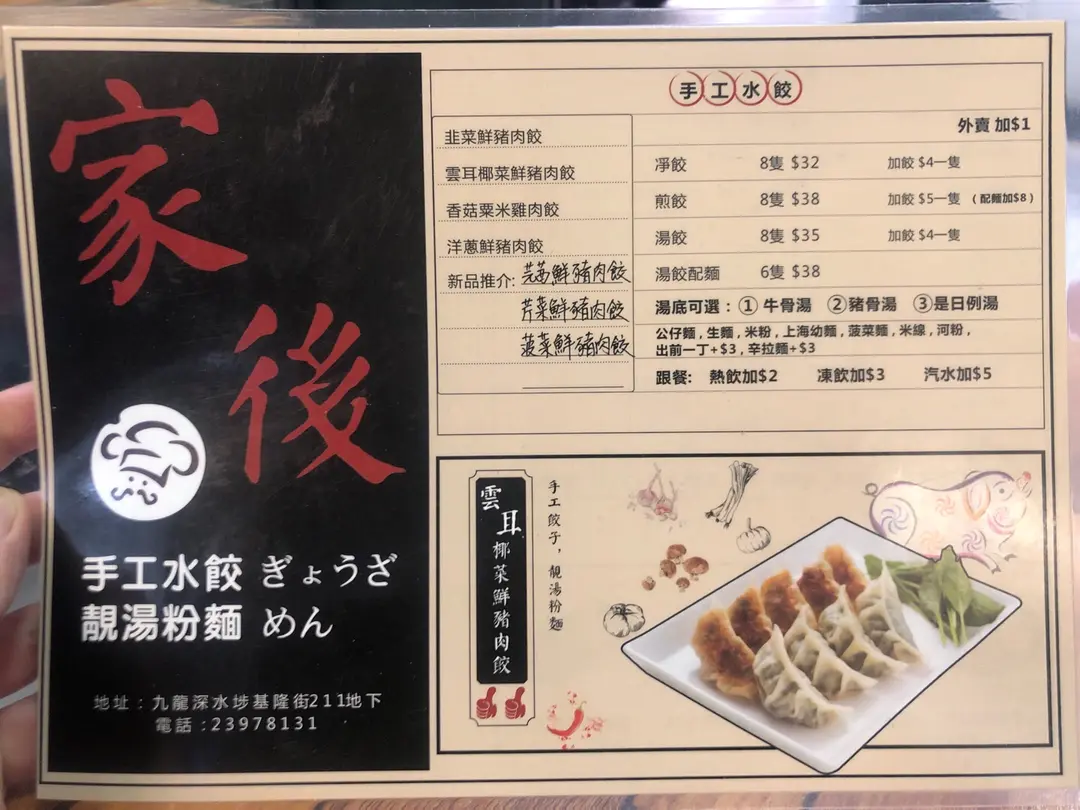 家後
手工水餃 ぎょうざ
靚湯粉麵 めん
地址：九龍深水埗基隆街211地下
電話：23978131
手工水餃
外賣 加$1
韭菜鮮豬肉餃
雲耳椰菜鮮豬肉餃
香菇粟米雞肉餃
洋蔥鮮豬肉餃
新品推介: 芫茜鮮豬肉餃
芹菜鮮豬肉餃
菠菜鮮豬肉餃
凈餃 8隻 $32 加餃 $4一隻
煎餃 8隻 $38 加餃 $5一隻 (配麵加$8)
湯餃 8隻 $35 加餃 $4一隻
湯餃配麵 6隻 $38
湯底可選：① 牛骨湯 ②豬骨湯 ③是日例湯
公仔麵 , 生麵 , 米粉 , 上海幼麵 , 菠菜麵 , 米線 , 河粉 ,
出前一丁+$3 , 辛拉麵+$3
跟餐: 熱飲加$2 凍飲加$3 汽水加$5
雲耳椰菜鮮豬肉餃
手工餃子，靚湯粉麵